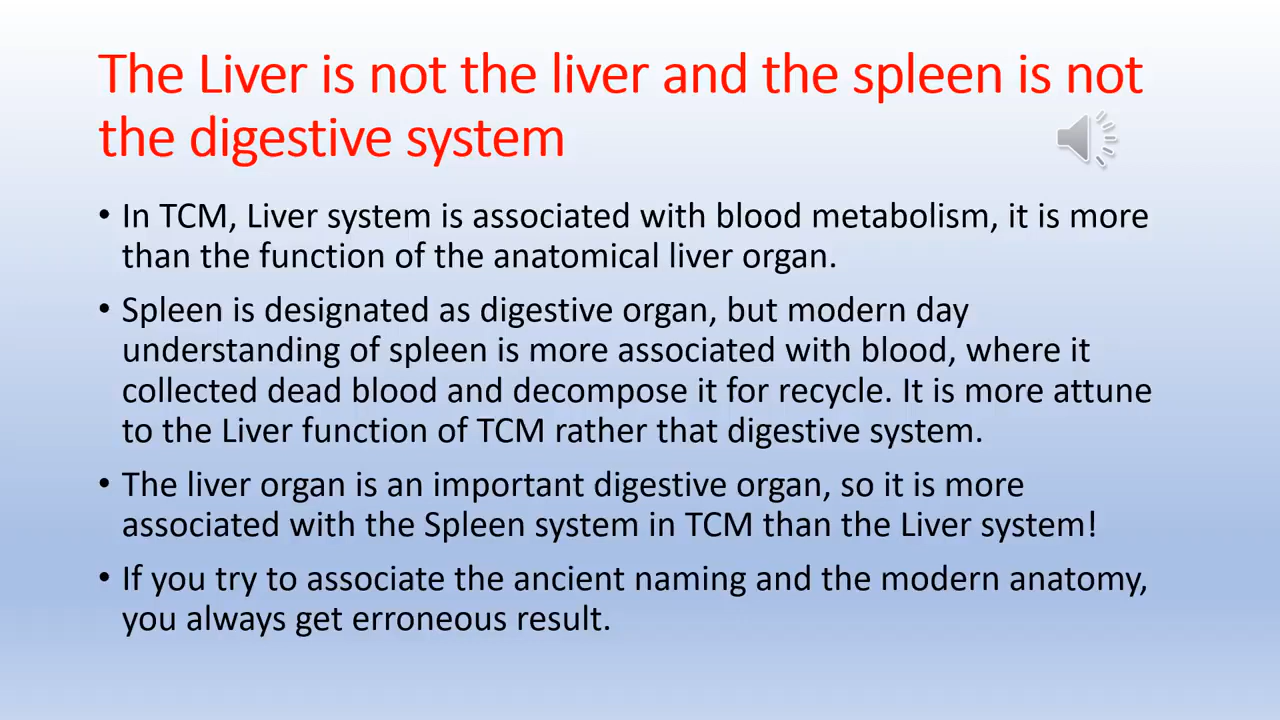 The Liver is not the liver and the spleen is not
the digestive system
• In TCM, Liver system is associated with blood metabolism, it is more
than the function of the anatomical liver organ.
• Spleen is designated as digestive organ, but modern day
understanding of spleen is more associated with blood, where it
collected dead blood and decompose it for recycle. It is more attune
to the Liver function of TCM rather that digestive system.
• The liver organ is an important digestive organ, so it is more
associated with the Spleen system in TCM than the Liver system!
• If you try to associate the ancient naming and the modern anatomy,
you always get erroneous result.